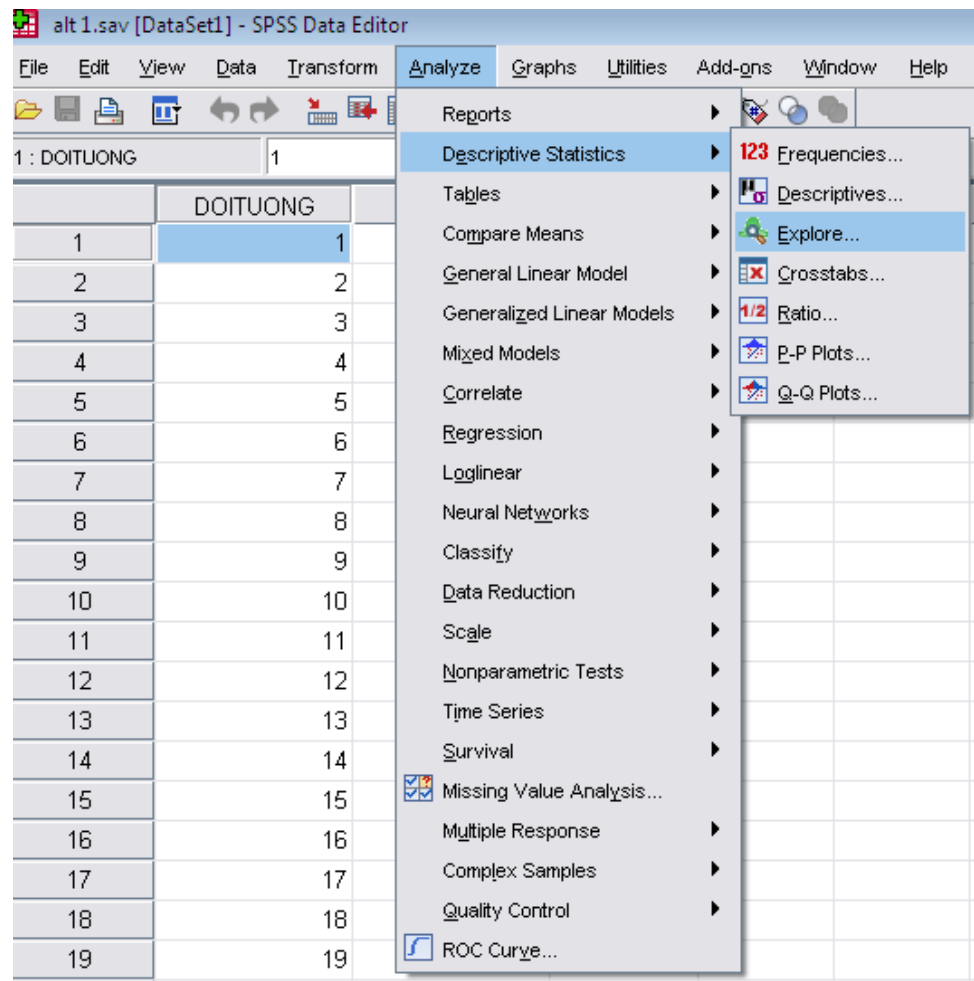 alt 1.sav [DataSet1] - SPSS Data Editor
File Edit View Data Transform Analyze Graphs Utilities Add-ons Window Help
1 : DOITUONG 1
DOITUONG
1 1
2 2
3 3
4 4
5 5
6 6
7 7
8 8
9 9
10 10
11 11
12 12
13 13
14 14
15 15
16 16
17 17
18 18
19 19
Reports
Descriptive Statistics
Tables
Compare Means
General Linear Model
Generalized Linear Models
Mixed Models
Correlate
Regression
Loglinear
Neural Networks
Classify
Data Reduction
Scale
Nonparametric Tests
Time Series
Survival
Missing Value Analysis...
Multiple Response
Complex Samples
Quality Control
ROC Curve...
123 Frequencies...
μσ Descriptives...
Explore...
Crosstabs...
1/2 Ratio...
P-P Plots...
Q-Q Plots...